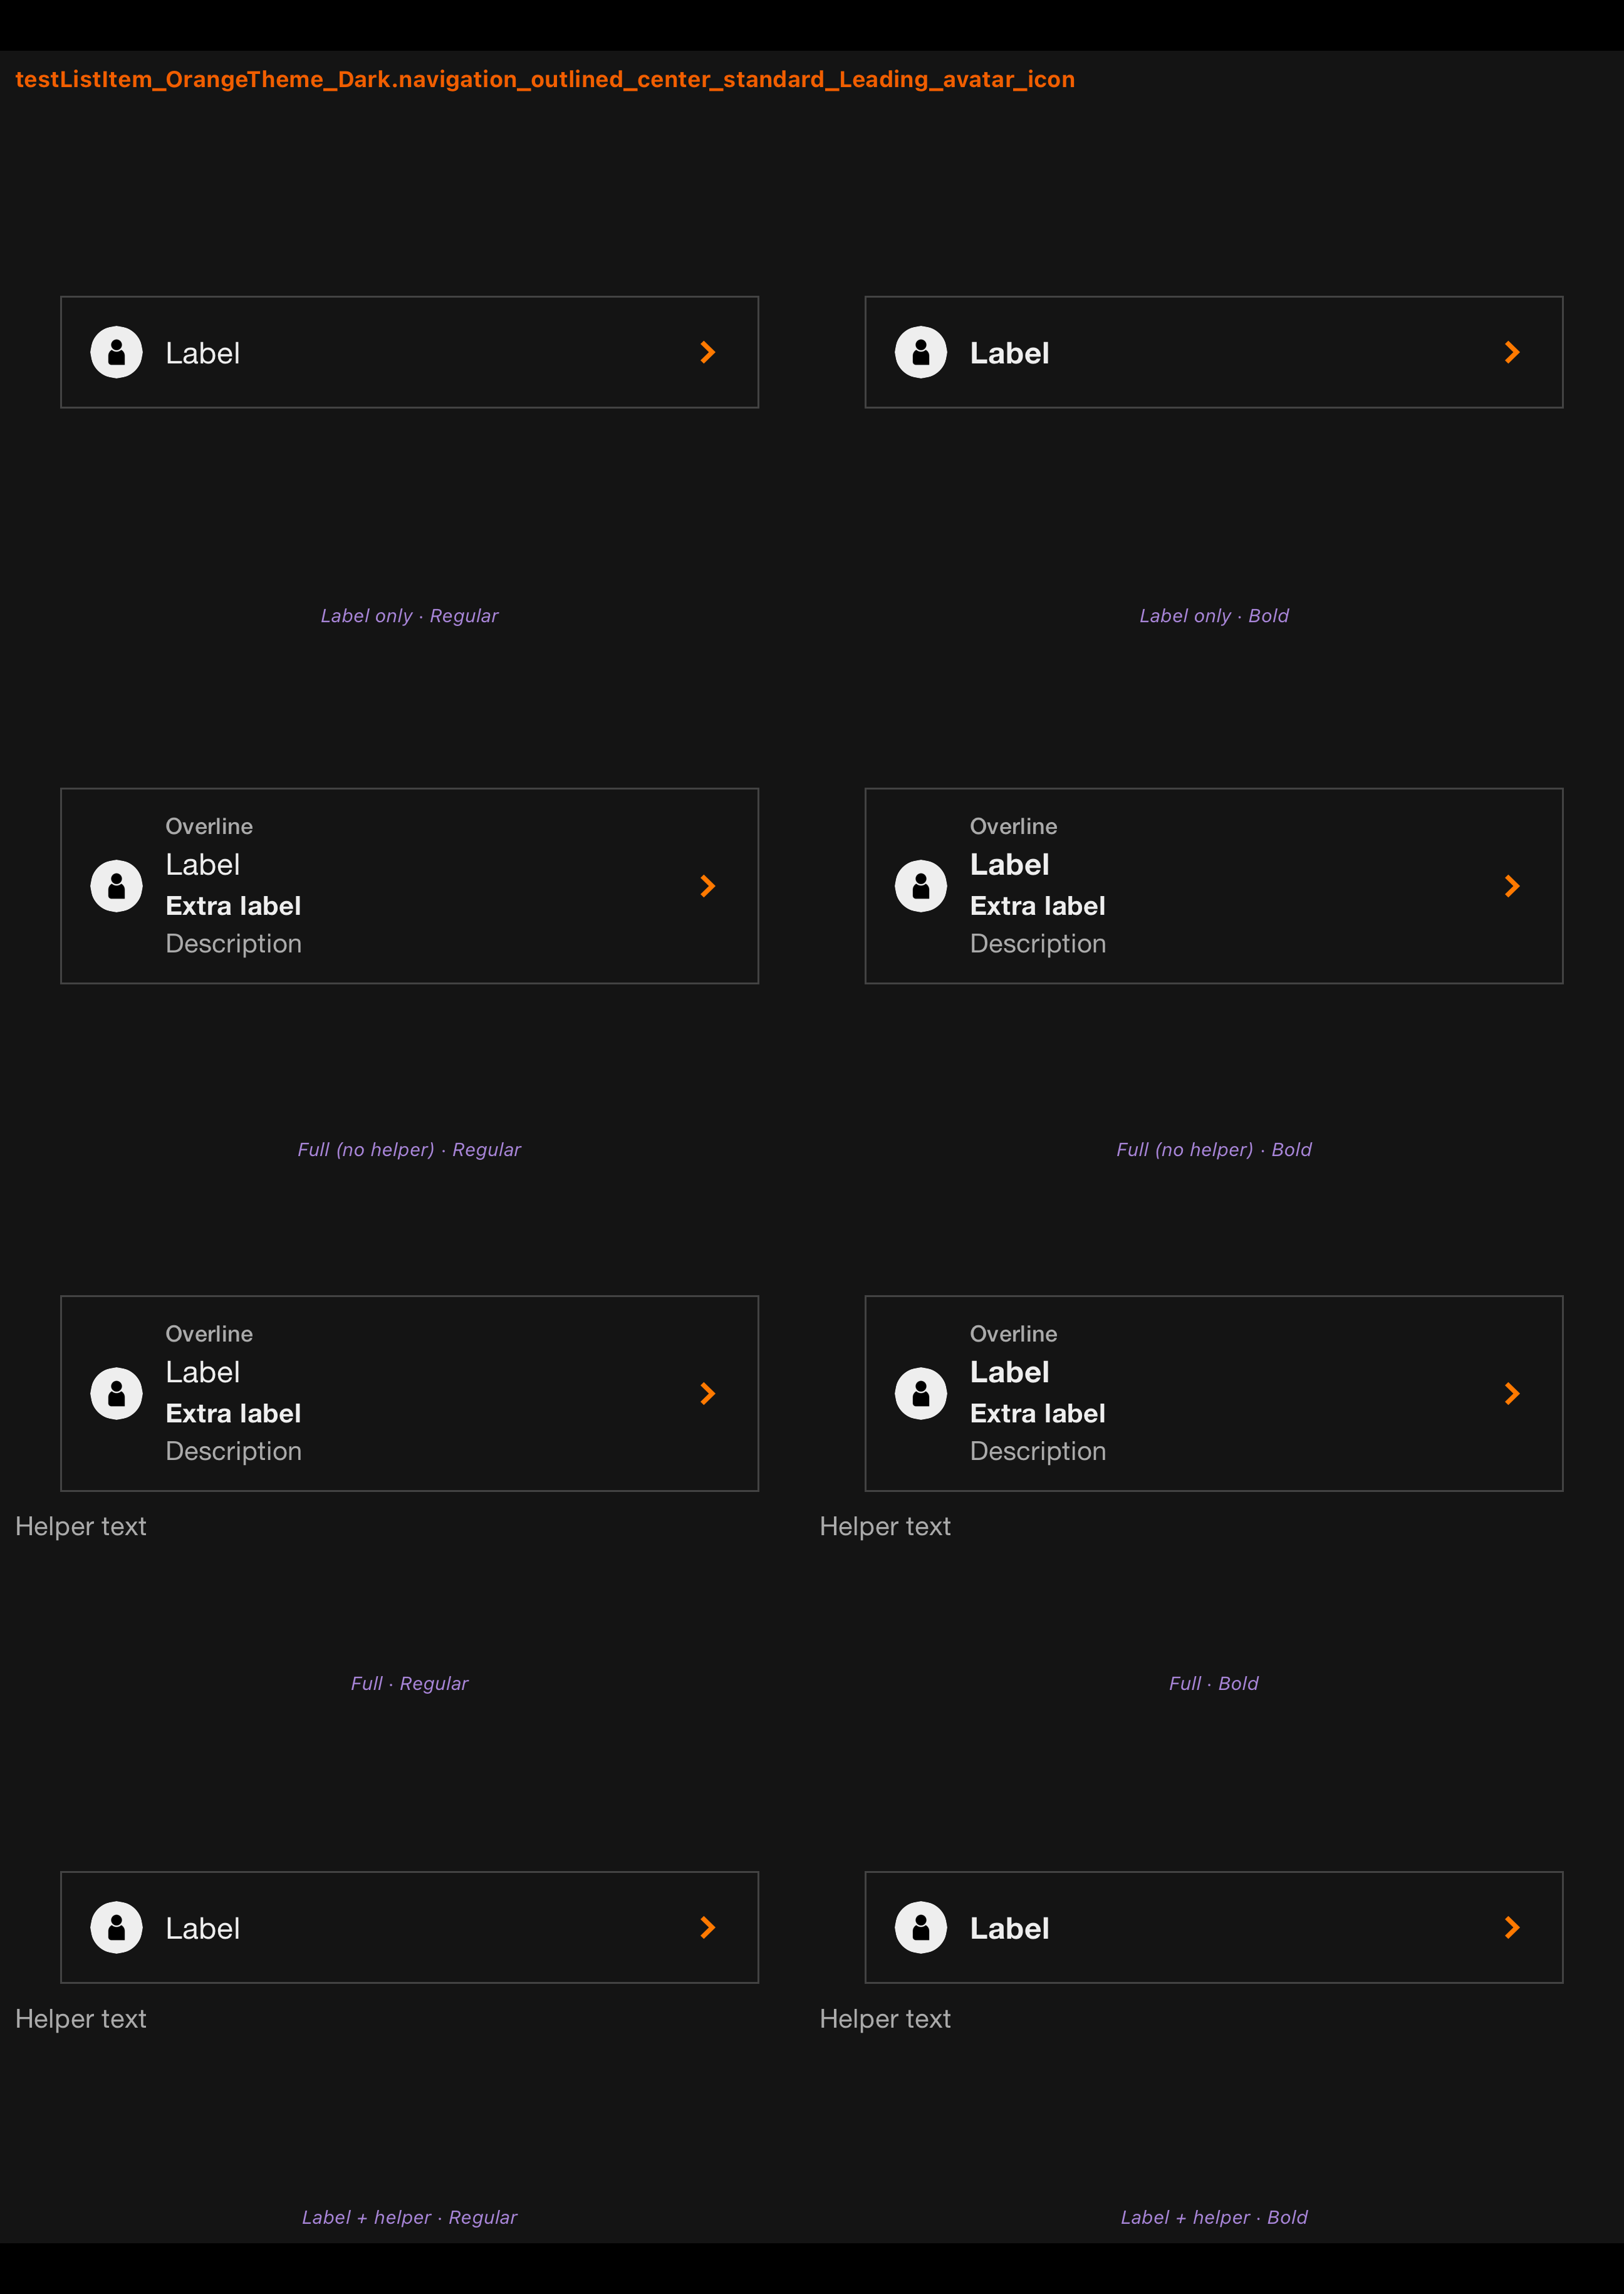 testListItem_OrangeTheme_Dark.navigation_outlined_center_standard_Leading_avatar_icon
Label
Label
Label only · Regular
Label only · Bold
Overline
Label
Extra label
Description
Overline
Label
Extra label
Description
Full (no helper) · Regular
Full (no helper) · Bold
Overline
Label
Extra label
Description
Helper text
Overline
Label
Extra label
Description
Helper text
Full · Regular
Full · Bold
Label
Helper text
Label
Helper text
Label + helper · Regular
Label + helper · Bold